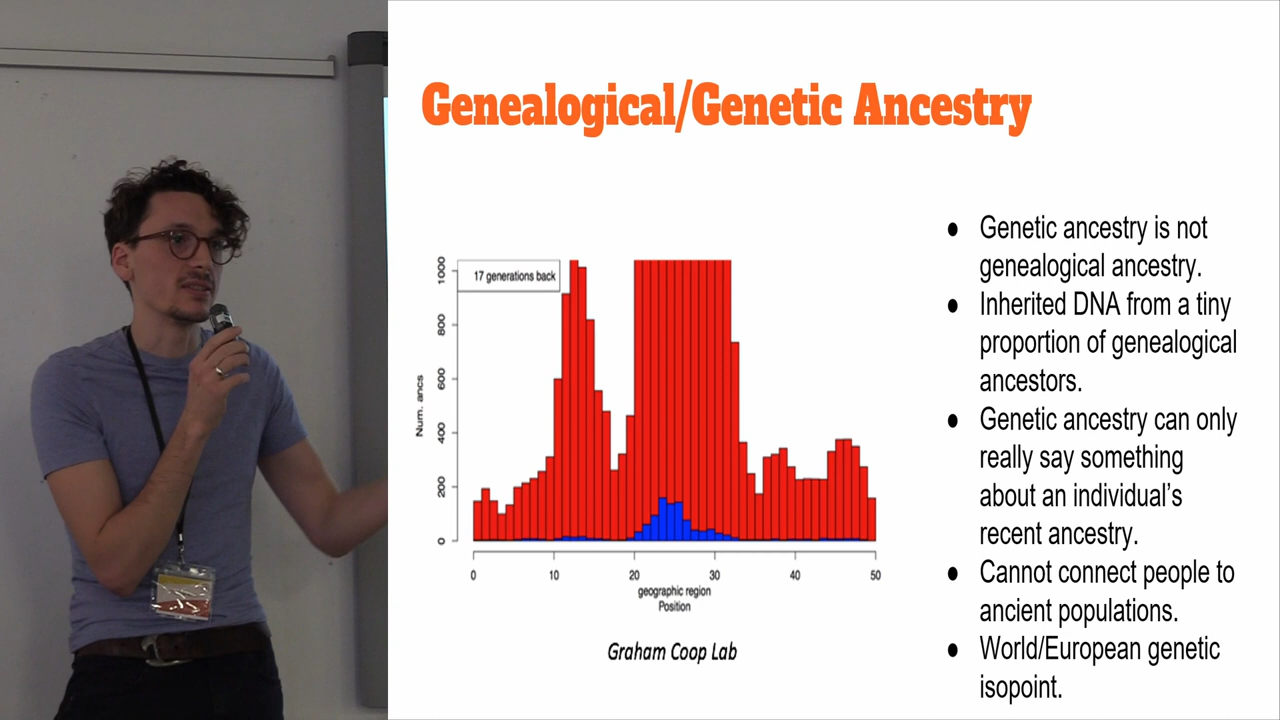 Genealogical/Genetic Ancestry
17 generations back
1000
800
600
400
200
0
Num. ancs
0 10 20 30 40 50
geographic region
Position
Graham Coop Lab
● Genetic ancestry is not
genealogical ancestry.
● Inherited DNA from a tiny
proportion of genealogical
ancestors.
● Genetic ancestry can only
really say something
about an individual’s
recent ancestry.
● Cannot connect people to
ancient populations.
● World/European genetic
isopoint.